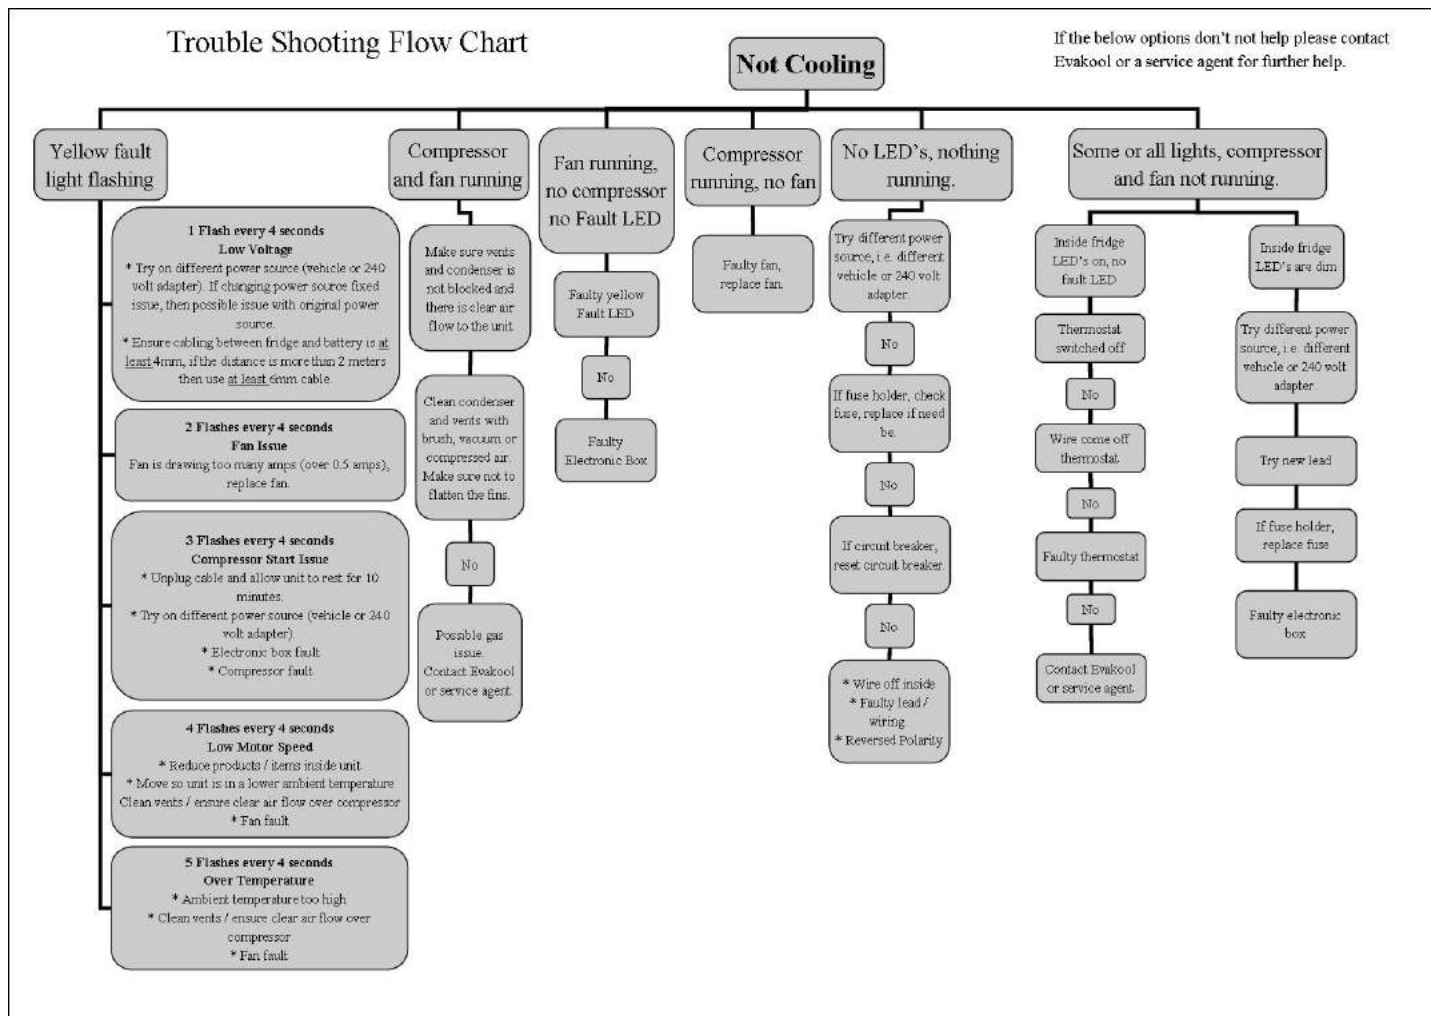 Trouble Shooting Flow Chart
If the below options don't not help please contact
Evakool or a service agent for further help.
Not Cooling
Yellow fault
light flashing
1 Flash every 4 seconds
Low Voltage
* Try on different power source (vehicle or 240
volt adapter). If changing power source fixed
issue, then possible issue with original power
source.
* Ensure cabling between fridge and battery is at
least 4mm, if the distance is more than 2 meters
then use at least 6mm cable.
2 Flashes every 4 seconds
Fan Issue
Fan is drawing too many amps (over 0.5 amps),
replace fan.
3 Flashes every 4 seconds
Compressor Start Issue
* Unplug cable and allow unit to rest for 10
minutes.
* Try on different power source (vehicle or 240
volt adapter)
* Electronic box fault
* Compressor fault
4 Flashes every 4 seconds
Low Motor Speed
* Reduce products / items inside unit
* Move so unit is in a lower ambient temperature
Clean vents / ensure clear air flow over compressor
* Fan fault
5 Flashes every 4 seconds
Over Temperature
* Ambient temperature too high
* Clean vents / ensure clear air flow over
compressor
* Fan fault
Compressor
and fan running
Make sure vents
and condenser is
not blocked and
there is clear air
flow to the unit
Clean condenser
and vents with
brush, vacuum or
compressed air.
Make sure not to
flatten the fins.
No
Possible gas
issue.
Contact Evakool
or service agent
Fan running,
no compressor
no Fault LED
Faulty yellow
Fault LED
No
Faulty
Electronic Box
Compressor
running, no fan
Faulty fan,
replace fan.
No LED's, nothing
running.
Try different power
source, i.e. different
vehicle or 240 volt
adapter.
No
If fuse holder, check
fuse, replace if need
be.
No
If circuit breaker,
reset circuit breaker.
No
* Wire off inside
* Faulty lead /
wiring
* Reversed Polarity
Some or all lights, compressor
and fan not running.
Inside fridge
LED's on, no
fault LED
Thermostat
switched off
No
Wire come off
thermostat
No
Faulty thermostat
No
Contact Evakool
or service agent
Inside fridge
LED's are dim
Try different power
source, i.e. different
vehicle or 240 volt
adapter
Try new lead
If fuse holder,
replace fuse
Faulty electronic
box